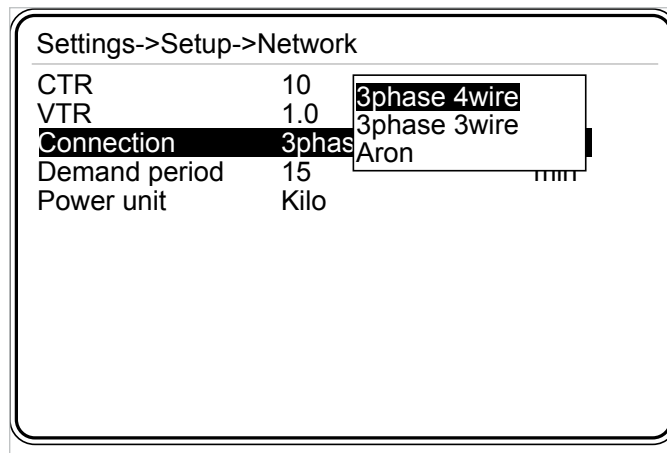 Settings->Setup->Network
CTR 10
VTR 1.0
Connection 3phas
Demand period 15 min
Power unit Kilo
3phase 4wire
3phase 3wire
Aron